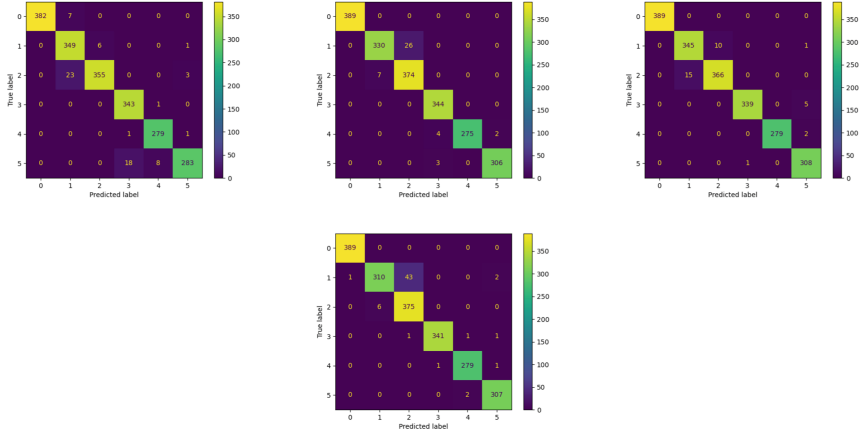 0 382 7 0 0 0 0
1 0 349 6 0 0 1
2 0 23 355 0 0 3
3 0 0 0 343 1 0
4 0 0 0 1 279 1
5 0 0 0 18 8 283
0 1 2 3 4 5
Predicted label
True label
350
300
250
200
150
100
50
0
0 389 0 0 0 0 0
1 0 330 26 0 0 0
2 0 7 374 0 0 0
3 0 0 0 344 0 0
4 0 0 0 4 275 2
5 0 0 0 3 0 306
0 1 2 3 4 5
Predicted label
True label
350
300
250
200
150
100
50
0
0 389 0 0 0 0 0
1 0 345 10 0 0 1
2 0 15 366 0 0 0
3 0 0 0 339 0 5
4 0 0 0 0 279 2
5 0 0 0 1 0 308
0 1 2 3 4 5
Predicted label
True label
350
300
250
200
150
100
50
0
0 389 0 0 0 0 0
1 1 310 43 0 0 2
2 0 6 375 0 0 0
3 0 0 1 341 1 1
4 0 0 0 1 279 1
5 0 0 0 0 2 307
0 1 2 3 4 5
Predicted label
True label
350
300
250
200
150
100
50
0